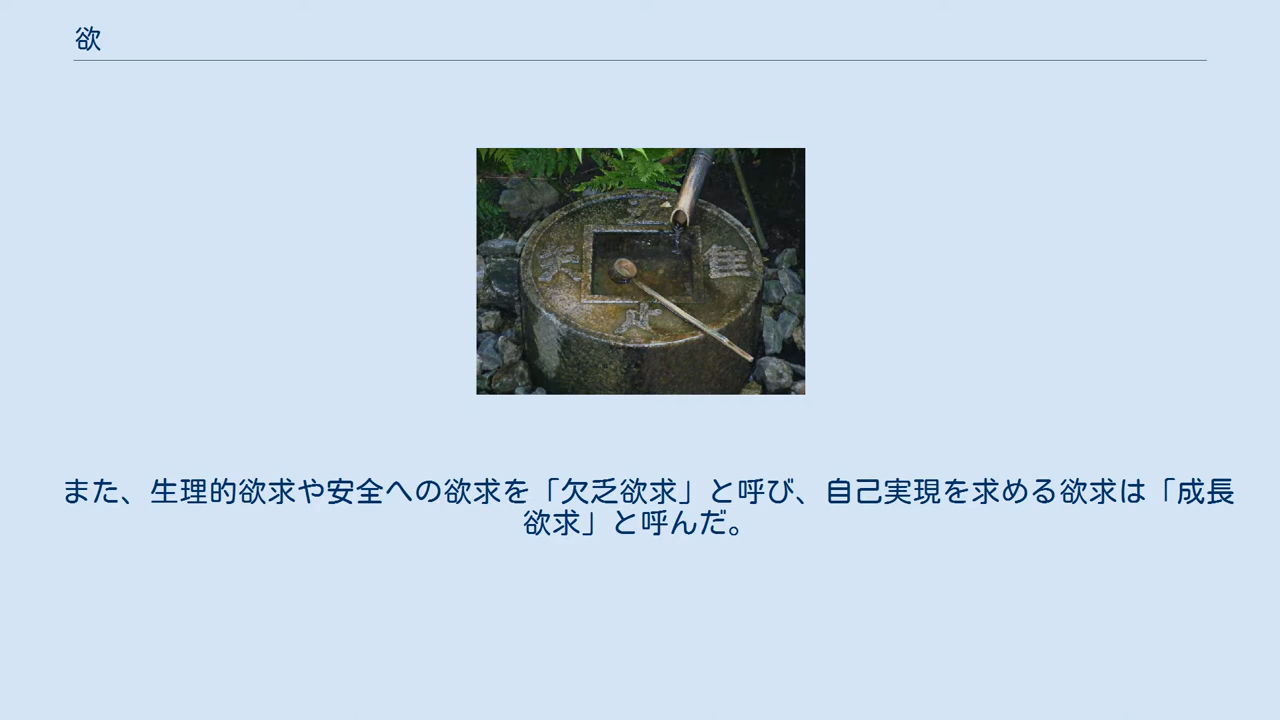 欲
また、生理的欲求や安全への欲求を「欠乏欲求」と呼び、自己実現を求める欲求は「成長
欲求」と呼んだ。